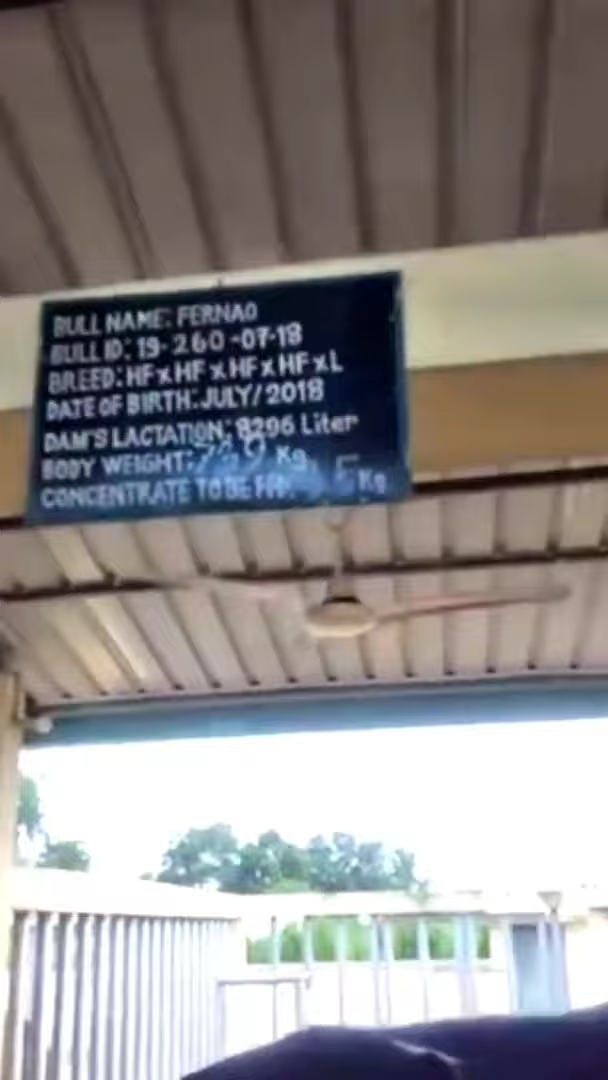 BULL NAME: FERNAO
BULL ID: 19-260-07-18
BREED: HF x HF x HF x HF x L
DATE OF BIRTH: JULY/2018
DAM'S LACTATION: 8296 Liter
BODY WEIGHT: Kg.
CONCENTRATE TO BE Kg